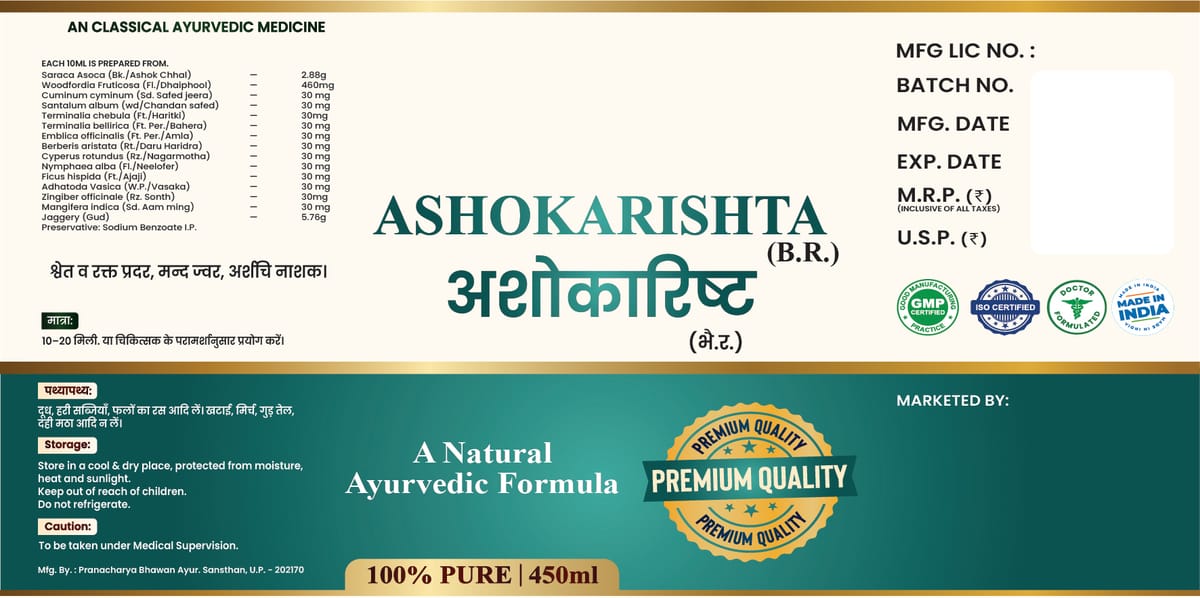 AN CLASSICAL AYURVEDIC MEDICINE
EACH 10ML IS PREPARED FROM.
Saraca Asoca (Bk./Ashok Chhal) – 2.88g
Woodfordia Fruticosa (Fl./Dhaiphool) – 460mg
Cuminum cyminum (Sd. Safed jeera) – 30 mg
Santalum album (wd/Chandan safed) – 30 mg
Terminalia chebula (Ft./Haritki) – 30mg
Terminalia bellirica (Ft. Per./Bahera) – 30 mg
Emblica officinalis (Ft. Per./Amla) – 30 mg
Berberis aristata (Rt./Daru Haridra) – 30 mg
Cyperus rotundus (Rz./Nagarmotha) – 30 mg
Nymphaea alba (Fl./Neelofer) – 30 mg
Ficus hispida (Ft./Ajaji) – 30 mg
Adhatoda Vasica (W.P./Vasaka) – 30 mg
Zingiber officinale (Rz. Sonth) – 30mg
Mangifera indica (Sd. Aam ming) – 30 mg
Jaggery (Gud) – 5.76g
Preservative: Sodium Benzoate I.P.
श्वेत व रक्त प्रदर, मन्द ज्वर, अर्शचि नाशक।
मात्रा:
10–20 मिली. या चिकित्सक के परामर्शानुसार प्रयोग करें।
पथ्यापथ्य:
दूध, हरी सब्जियाँ, फलों का रस आदि लें। खटाई, मिर्च, गुड़ तेल,
दही मठा आदि न लें।
Storage:
Store in a cool & dry place, protected from moisture,
heat and sunlight.
Keep out of reach of children.
Do not refrigerate.
Caution:
To be taken under Medical Supervision.
Mfg. By. : Pranacharya Bhawan Ayur. Sansthan, U.P. - 202170
ASHOKARISHTA
(B.R.)
अशोकारिष्ट
(भै.र.)
A Natural
Ayurvedic Formula
PREMIUM QUALITY
PREMIUM QUALITY
PREMIUM QUALITY
100% PURE | 450ml
MFG LIC NO. :
BATCH NO.
MFG. DATE
EXP. DATE
M.R.P. (₹)
(INCLUSIVE OF ALL TAXES)
U.S.P. (₹)
GOOD MANUFACTURING
GMP
CERTIFIED
PRACTICE
ISO CERTIFIED
DOCTOR
FORMULATED
MADE IN INDIA
MADE IN
INDIA
MADE IN INDIA
MARKETED BY: